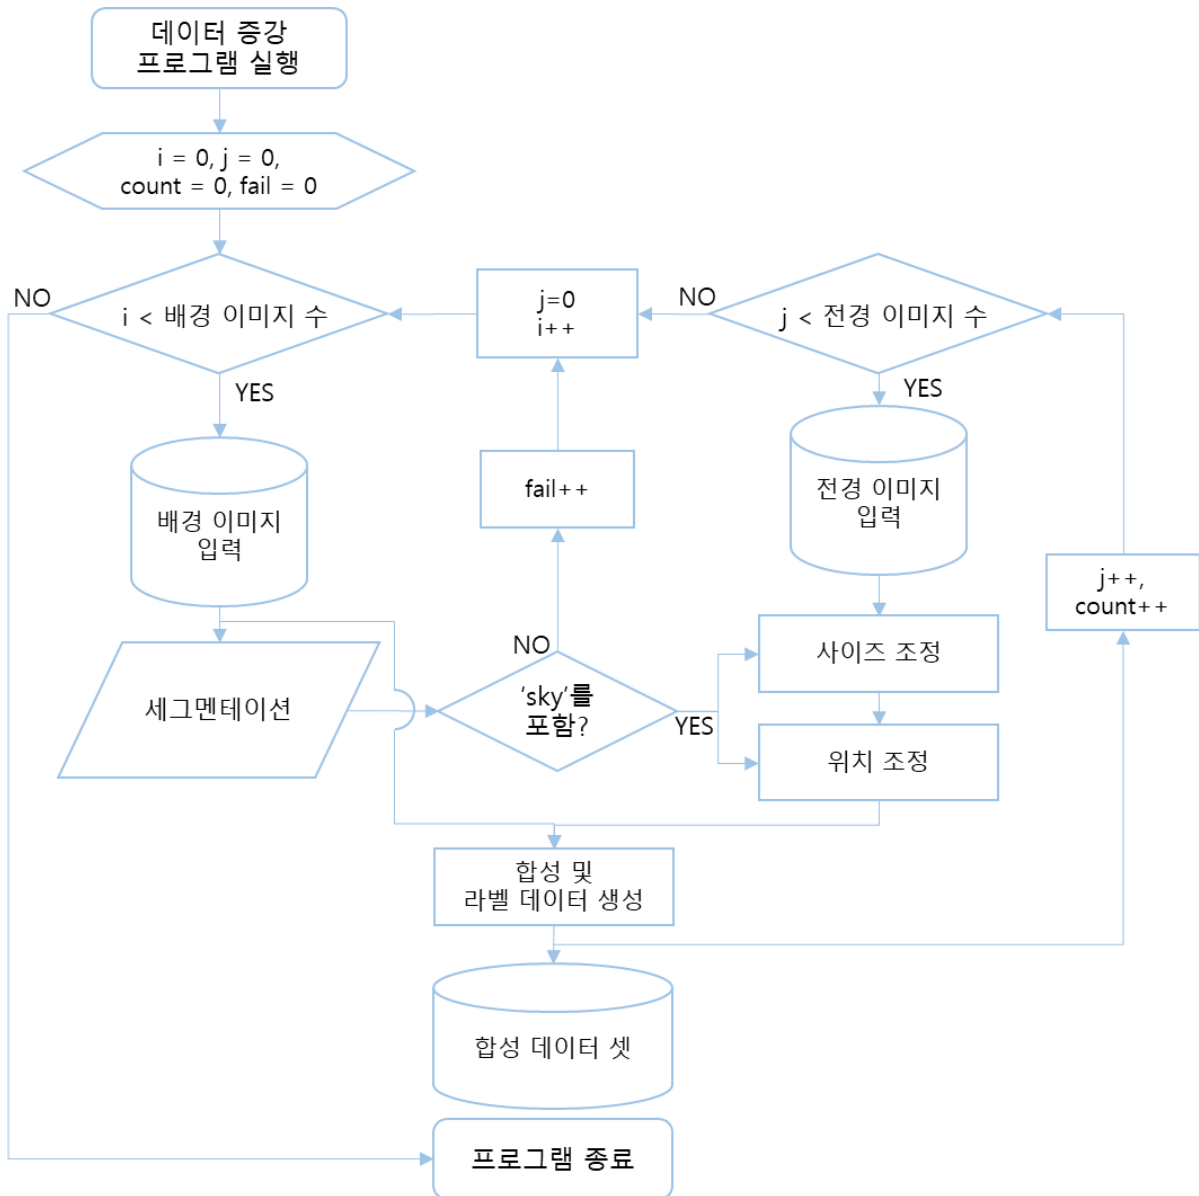 데이터 증강
프로그램 실행
i = 0, j = 0,
count = 0, fail = 0
NO
i < 배경 이미지 수
j=0
i++
NO
j < 전경 이미지 수
YES
YES
배경 이미지
입력
fail++
전경 이미지
입력
j++,
count++
세그멘테이션
NO
‘sky’를
포함?
YES
사이즈 조정
위치 조정
합성 및
라벨 데이터 생성
합성 데이터 셋
프로그램 종료